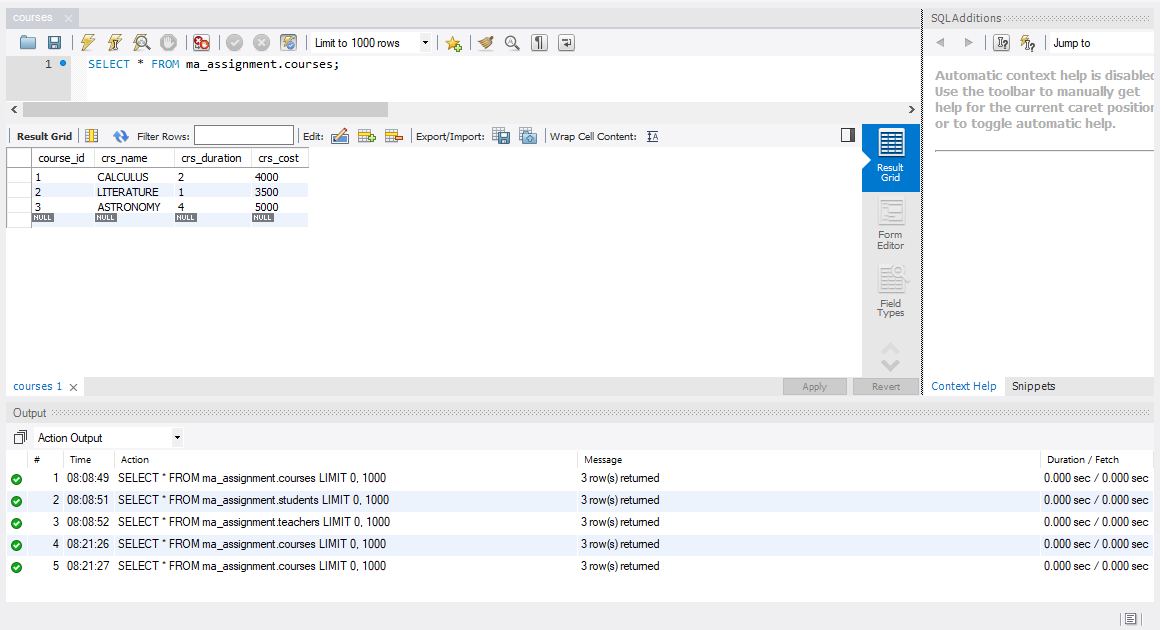 courses
SQLAdditions
Limit to 1000 rows
Jump to
1 SELECT * FROM ma_assignment.courses;
Automatic context help is disabled
Use the toolbar to manually get
help for the current caret position
or to toggle automatic help.
Result Grid Filter Rows: Edit: Export/Import: Wrap Cell Content:
course_id crs_name crs_duration crs_cost
1 CALCULUS 2 4000
2 LITERATURE 1 3500
3 ASTRONOMY 4 5000
NULL NULL NULL NULL
Result
Grid
Form
Editor
Field
Types
courses 1
Apply Revert
Context Help Snippets
Output
Action Output
# Time Action Message Duration / Fetch
1 08:08:49 SELECT * FROM ma_assignment.courses LIMIT 0, 1000 3 row(s) returned 0.000 sec / 0.000 sec
2 08:08:51 SELECT * FROM ma_assignment.students LIMIT 0, 1000 3 row(s) returned 0.000 sec / 0.000 sec
3 08:08:52 SELECT * FROM ma_assignment.teachers LIMIT 0, 1000 3 row(s) returned 0.000 sec / 0.000 sec
4 08:21:26 SELECT * FROM ma_assignment.courses LIMIT 0, 1000 3 row(s) returned 0.000 sec / 0.000 sec
5 08:21:27 SELECT * FROM ma_assignment.courses LIMIT 0, 1000 3 row(s) returned 0.000 sec / 0.000 sec